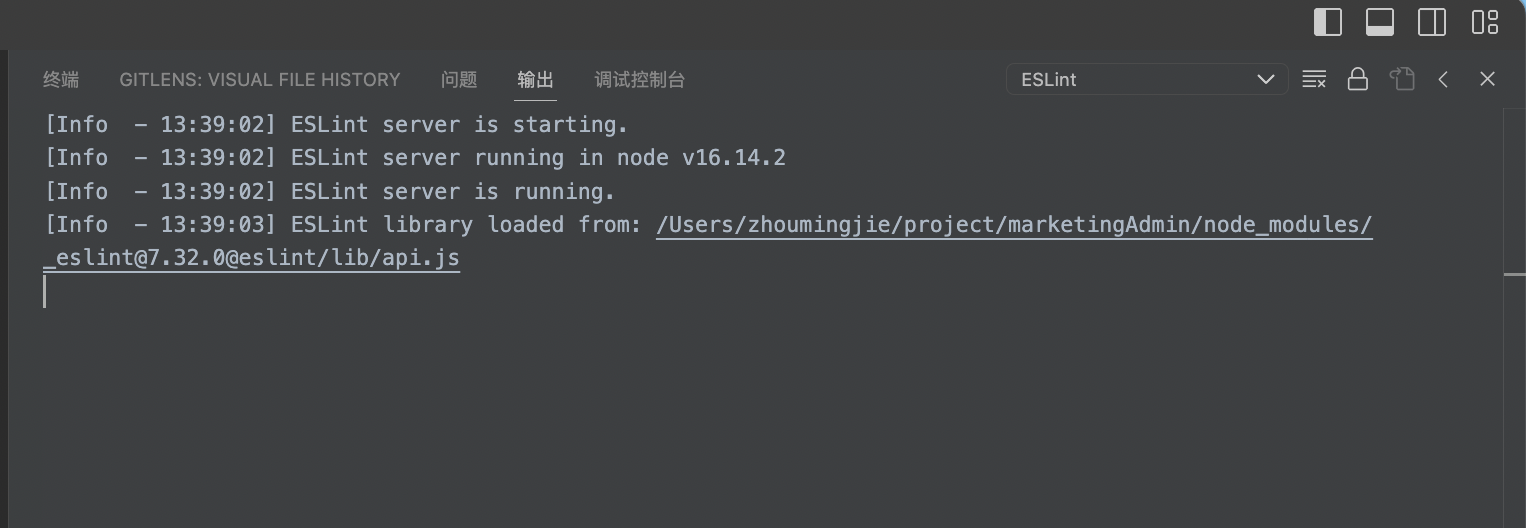 终端 GITLENS: VISUAL FILE HISTORY 问题 输出 调试控制台 ESLint
[Info  - 13:39:02] ESLint server is starting.
[Info  - 13:39:02] ESLint server running in node v16.14.2
[Info  - 13:39:02] ESLint server is running.
[Info  - 13:39:03] ESLint library loaded from: /Users/zhoumingjie/project/marketingAdmin/node_modules/
_eslint@7.32.0@eslint/lib/api.js